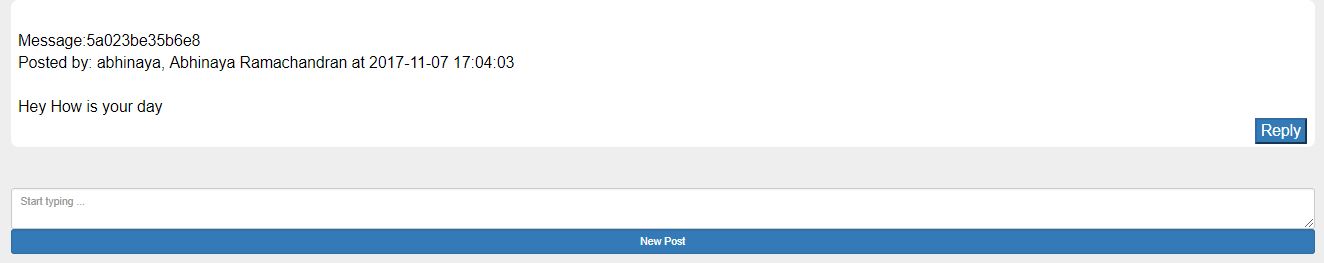 Message:5a023be35b6e8
Posted by: abhinaya, Abhinaya Ramachandran at 2017-11-07 17:04:03
Hey How is your day
Reply
Start typing ...
New Post